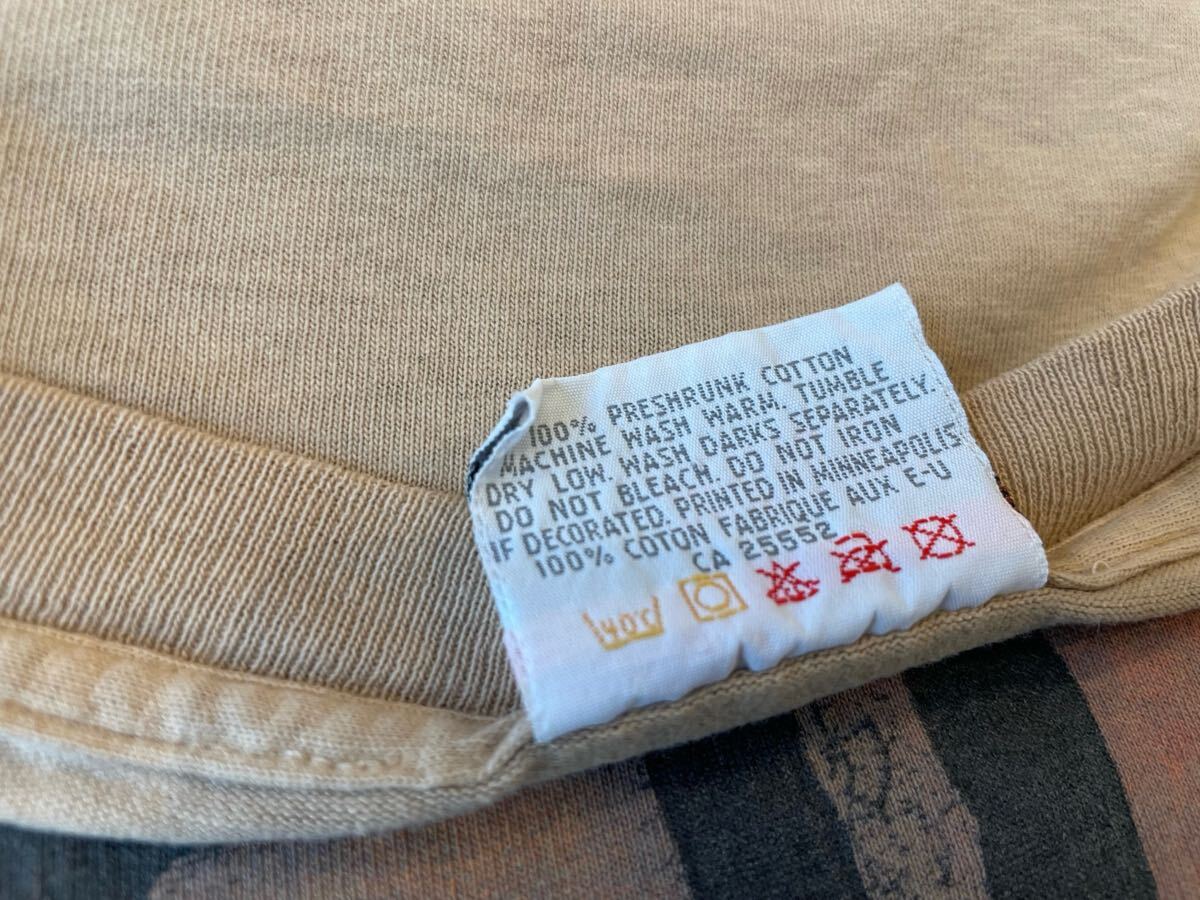 100% PRESHRUNK COTTON
MACHINE WASH WARM, TUMBLE
DRY LOW. WASH DARKS SEPARATELY.
DO NOT BLEACH. DO NOT IRON
IF DECORATED. PRINTED IN MINNEAPOLIS
100% COTON FABRIQUE AUX E-U
CA 25552
40c